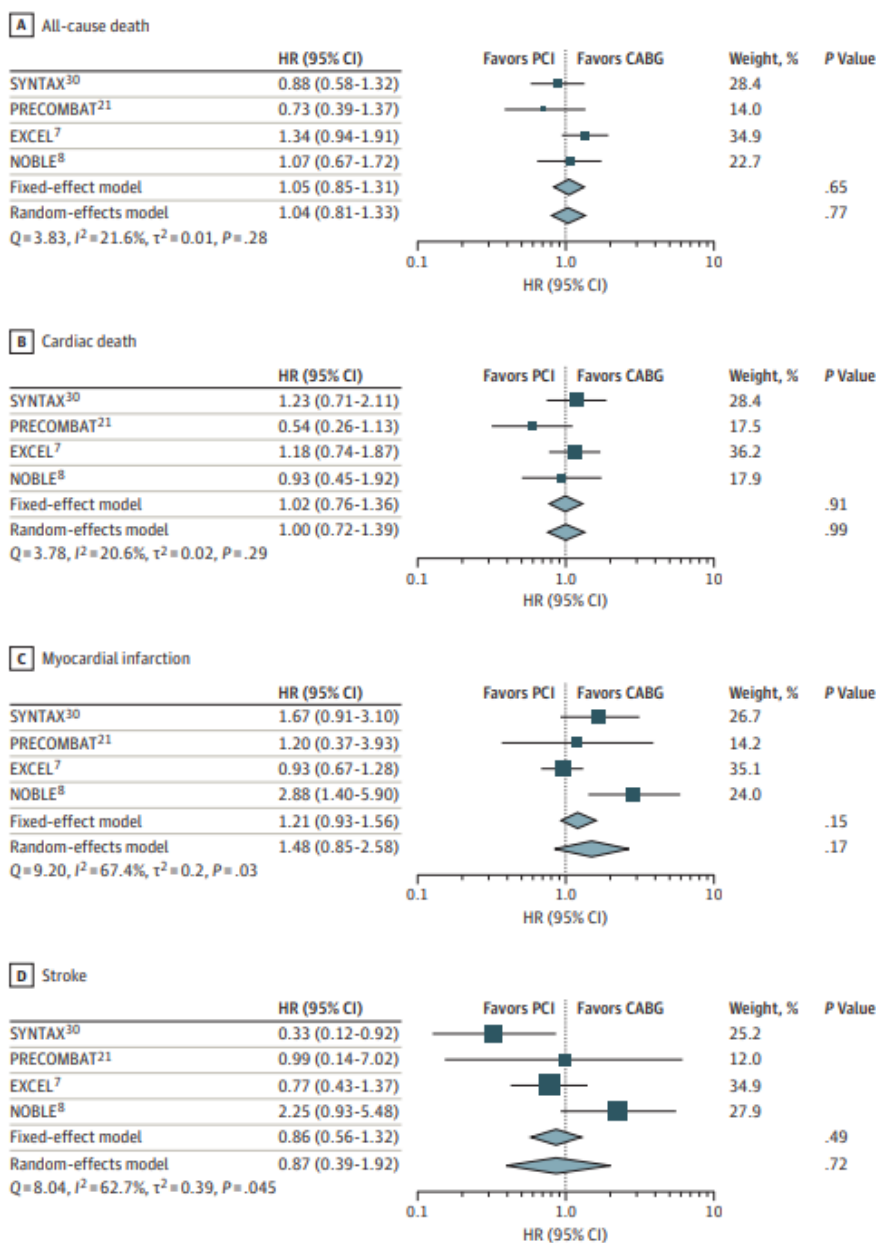 A All-cause death
HR (95% CI) Favors PCI Favors CABG Weight, % P Value
SYNTAX30 0.88 (0.58-1.32) 28.4
PRECOMBAT21 0.73 (0.39-1.37) 14.0
EXCEL7 1.34 (0.94-1.91) 34.9
NOBLE8 1.07 (0.67-1.72) 22.7
Fixed-effect model 1.05 (0.85-1.31) .65
Random-effects model 1.04 (0.81-1.33) .77
Q=3.83, I2=21.6%, τ2=0.01, P=.28
0.1 1.0 10
HR (95% CI)
B Cardiac death
HR (95% CI) Favors PCI Favors CABG Weight, % P Value
SYNTAX30 1.23 (0.71-2.11) 28.4
PRECOMBAT21 0.54 (0.26-1.13) 17.5
EXCEL7 1.18 (0.74-1.87) 36.2
NOBLE8 0.93 (0.45-1.92) 17.9
Fixed-effect model 1.02 (0.76-1.36) .91
Random-effects model 1.00 (0.72-1.39) .99
Q=3.78, I2=20.6%, τ2=0.02, P=.29
0.1 1.0 10
HR (95% CI)
C Myocardial infarction
HR (95% CI) Favors PCI Favors CABG Weight, % P Value
SYNTAX30 1.67 (0.91-3.10) 26.7
PRECOMBAT21 1.20 (0.37-3.93) 14.2
EXCEL7 0.93 (0.67-1.28) 35.1
NOBLE8 2.88 (1.40-5.90) 24.0
Fixed-effect model 1.21 (0.93-1.56) .15
Random-effects model 1.48 (0.85-2.58) .17
Q=9.20, I2=67.4%, τ2=0.2, P=.03
0.1 1.0 10
HR (95% CI)
D Stroke
HR (95% CI) Favors PCI Favors CABG Weight, % P Value
SYNTAX30 0.33 (0.12-0.92) 25.2
PRECOMBAT21 0.99 (0.14-7.02) 12.0
EXCEL7 0.77 (0.43-1.37) 34.9
NOBLE8 2.25 (0.93-5.48) 27.9
Fixed-effect model 0.86 (0.56-1.32) .49
Random-effects model 0.87 (0.39-1.92) .72
Q=8.04, I2=62.7%, τ2=0.39, P=.045
0.1 1.0 10
HR (95% CI)